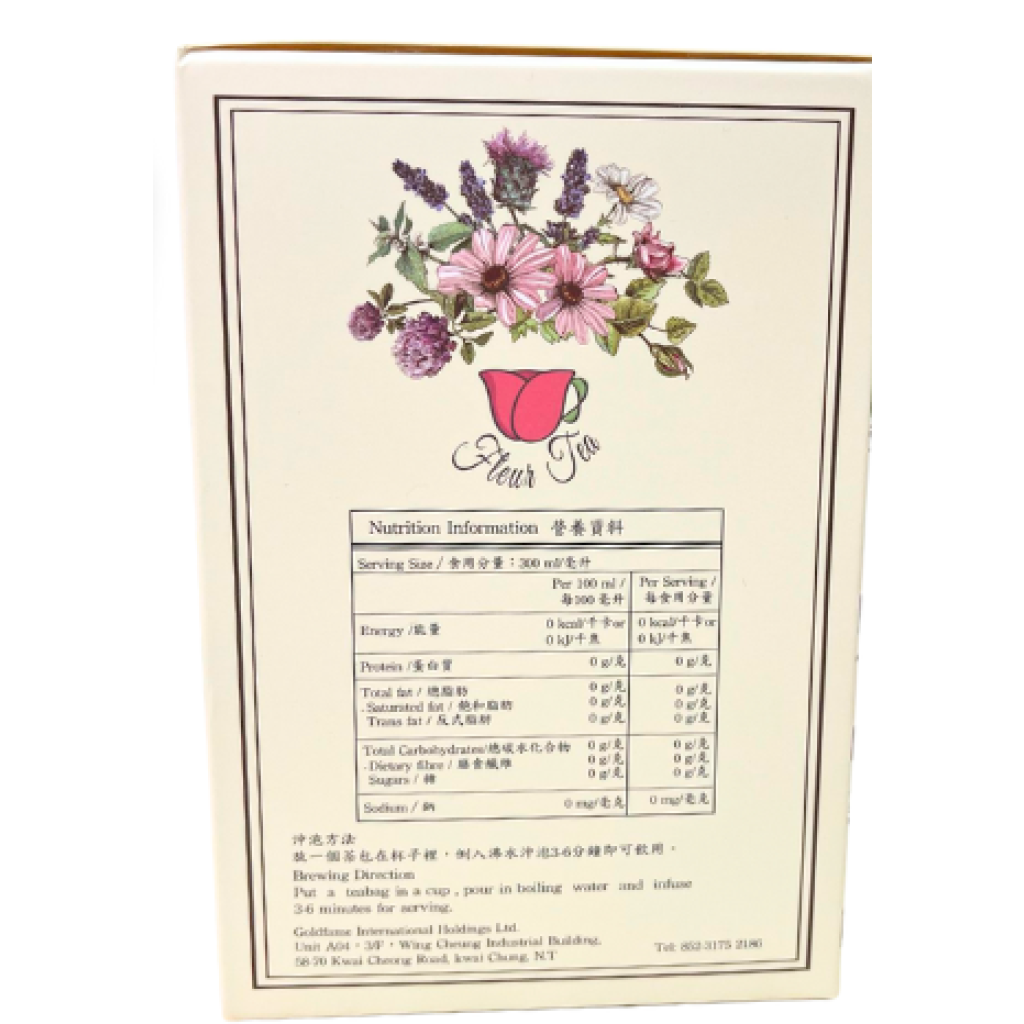 Fleur Tea
Nutrition Information 營養資料
Serving Size / 食用分量：300 ml/毫升
Per 100 ml / Per Serving /
每100 毫升 每食用分量
Energy /能量 0 kcal/千卡or 0 kcal/千卡or
0 kJ/千焦 0 kJ/千焦
Protein /蛋白質 0 g/克 0 g/克
Total fat / 總脂肪 0 g/克 0 g/克
-Saturated fat / 飽和脂肪 0 g/克 0 g/克
Trans fat / 反式脂肪 0 g/克 0 g/克
Total Carbohydrates/總碳水化合物 0 g/克 0 g/克
-Dietary fibre / 膳食纖維 0 g/克 0 g/克
Sugars / 糖 0 g/克 0 g/克
Sodium / 鈉 0 mg/毫克 0 mg/毫克
沖泡方法
放一個茶包在杯子裡，倒入沸水沖泡3-6分鐘即可飲用。
Brewing Direction
Put a teabag in a cup , pour in boiling water and infuse
3-6 minutes for serving.
Goldfame International Holdings Ltd.
Unit A04，3/F，Wing Cheung Industrial Building,
58-70 Kwai Cheong Road, kwai Chung, N.T Tel: 852-3175 2186